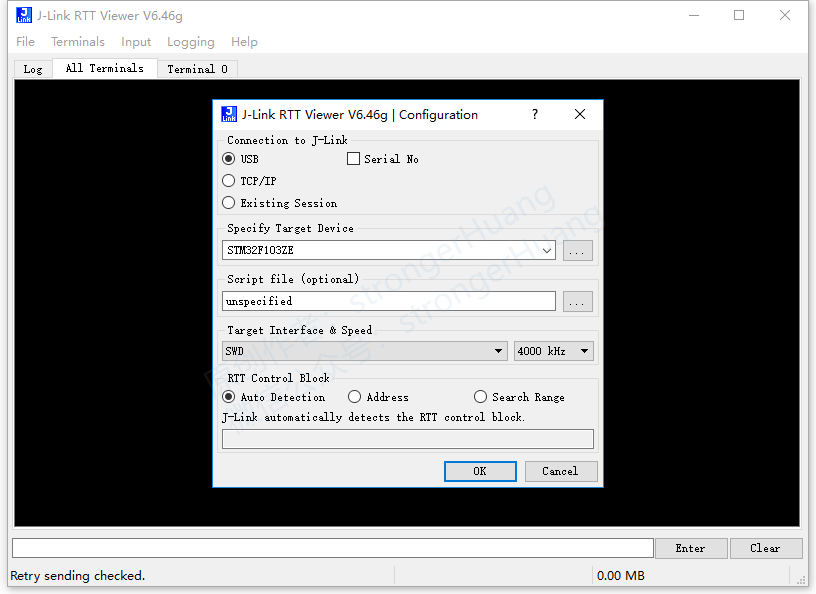 J-Link RTT Viewer V6.46g
File Terminals Input Logging Help
Log All Terminals Terminal 0
J-Link RTT Viewer V6.46g | Configuration ?
Connection to J-Link
USB Serial No
TCP/IP
Existing Session
Specify Target Device
STM32F103ZE ...
Script file (optional)
unspecified ...
Target Interface & Speed
SWD 4000 kHz
RTT Control Block
Auto Detection Address Search Range
J-Link automatically detects the RTT control block.
OK Cancel
strongerHuang
strongerHuang
Enter Clear
Retry sending checked. 0.00 MB